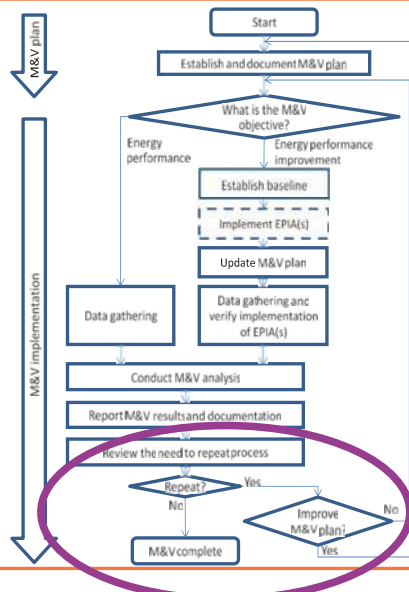 M&V plan
Start
Establish and document M&V plan
What is the M&V
objective?
Energy
performance
Energy performance
improvement
Establish baseline
Implement EPIA(s)
Update M&V plan
Data gathering
Data gathering and
verify implementation
of EPIA(s)
M&V implementation
Conduct M&V analysis
Report M&V results and documentation
Review the need to repeat process
Repeat?
Yes
No
Improve
M&V plan?
No
Yes
M&V complete